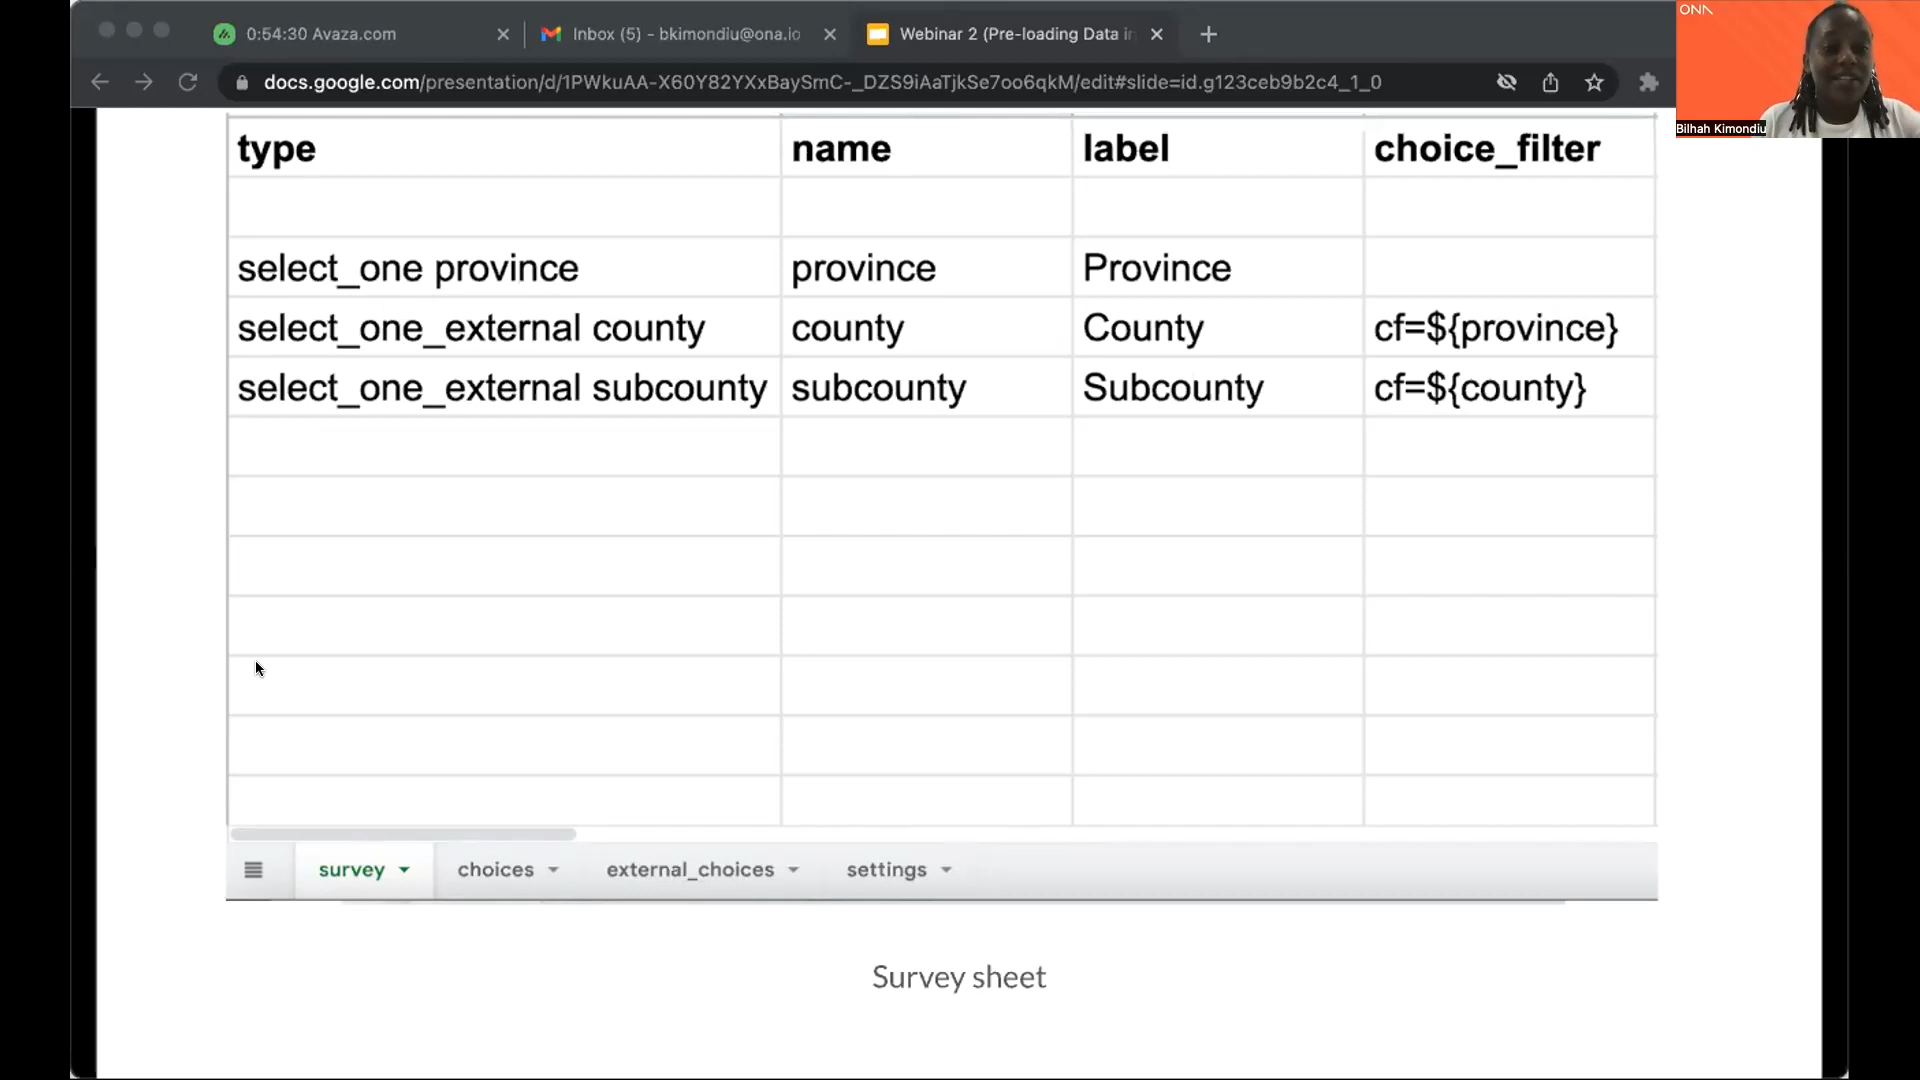 0:54:30 Avaza.com
Inbox (5) - bkimondiu@ona.io
Webinar 2 (Pre-loading Data in
docs.google.com/presentation/d/1PWkuAA-X60Y82YXxBaySmC-_DZS9iAaTjkSe7oo6qkM/edit#slide=id.g123ceb9b2c4_1_0
ONA
Bilhah Kimondiu
type name label choice_filter
select_one province province Province
select_one_external county county County cf=${province}
select_one_external subcounty subcounty Subcounty cf=${county}
survey choices external_choices settings
Survey sheet